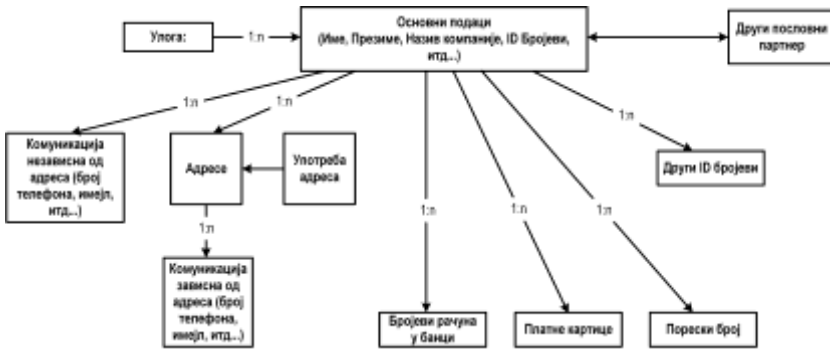 Улога:
1:n
Основни подаци
(Име, Презиме, Назив компаније, ID Бројеви,
итд...)
Други пословни
партнер
1:n
1:n
1:n
Комуникација
независна од
адреса (број
телефона, имејл,
итд...)
Адресе
Употреба
адреса
Други ID бројеви
1:n
1:n
1:n
1:n
Комуникација
зависна од
адреса (број
телефона,
имејл, итд...)
Бројеви рачуна
у банци
Платне картице
Порески број